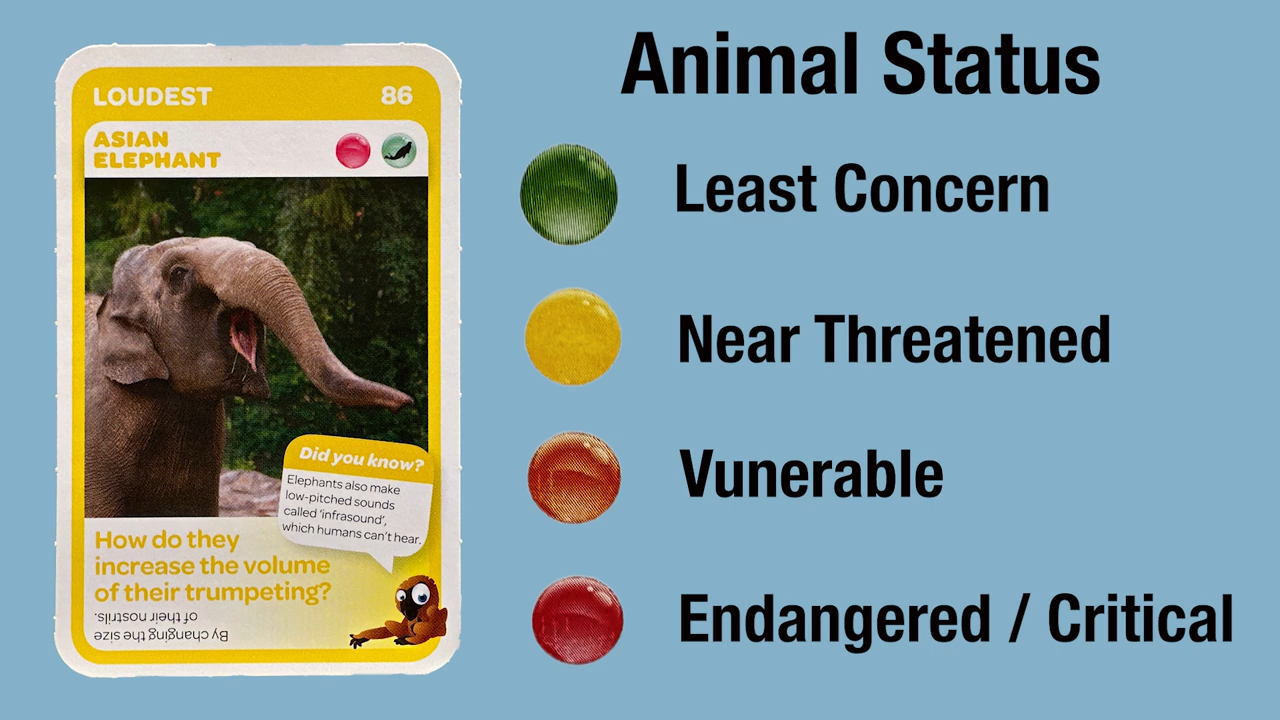 LOUDEST 86
ASIAN
ELEPHANT
Did you know?
Elephants also make
low-pitched sounds
called 'infrasound',
which humans can't hear.
How do they
increase the volume
of their trumpeting?
By changing the size
of their nostrils.
Animal Status
Least Concern
Near Threatened
Vunerable
Endangered / Critical